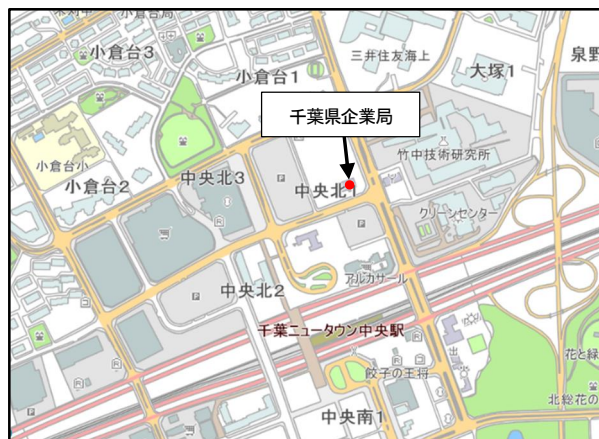 小倉台3
小倉台1
三井住友海上
大塚1
泉野
千葉県企業局
小倉台小
小倉台2
中央北3
中央北1
竹中技術研究所
クリーンセンター
中央北2
アルカサール
千葉ニュータウン中央駅
餃子の王将
出
花と緑
北総花の
中央南1